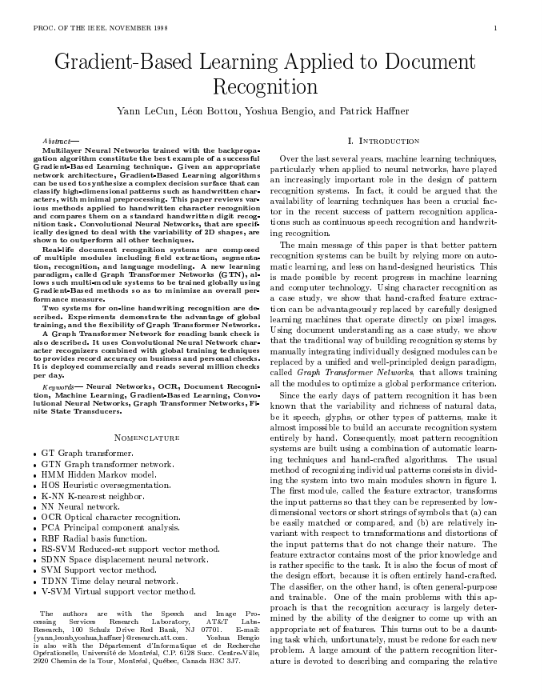 PROC. OF THE IEEE, NOVEMBER 1998
1
Gradient-Based Learning Applied to Document
Recognition
Yann LeCun, Léon Bottou, Yoshua Bengio, and Patrick Haffner
Abstract—
Multilayer Neural Networks trained with the backpropa-
gation algorithm constitute the best example of a successful
Gradient-Based Learning technique. Given an appropriate
network architecture, Gradient-Based Learning algorithms
can be used to synthesize a complex decision surface that can
classify high-dimensional patterns such as handwritten char-
acters, with minimal preprocessing. This paper reviews var-
ious methods applied to handwritten character recognition
and compares them on a standard handwritten digit recog-
nition task. Convolutional Neural Networks, that are specif-
ically designed to deal with the variability of 2D shapes, are
shown to outperform all other techniques.
Real-life document recognition systems are composed
of multiple modules including field extraction, segmenta-
tion, recognition, and language modeling. A new learning
paradigm, called Graph Transformer Networks (GTN), al-
lows such multi-module systems to be trained globally using
Gradient-Based methods so as to minimize an overall per-
formance measure.
Two systems for on-line handwriting recognition are de-
scribed. Experiments demonstrate the advantage of global
training, and the flexibility of Graph Transformer Networks.
A Graph Transformer Network for reading bank check is
also described. It uses Convolutional Neural Network char-
acter recognizers combined with global training techniques
to provides record accuracy on business and personal checks.
It is deployed commercially and reads several million checks
per day.
Keywords— Neural Networks, OCR, Document Recogni-
tion, Machine Learning, Gradient-Based Learning, Convo-
lutional Neural Networks, Graph Transformer Networks, Fi-
nite State Transducers.
Nomenclature
• GT Graph transformer.
• GTN Graph transformer network.
• HMM Hidden Markov model.
• HOS Heuristic oversegmentation.
• K-NN K-nearest neighbor.
• NN Neural network.
• OCR Optical character recognition.
• PCA Principal component analysis.
• RBF Radial basis function.
• RS-SVM Reduced-set support vector method.
• SDNN Space displacement neural network.
• SVM Support vector method.
• TDNN Time delay neural network.
• V-SVM Virtual support vector method.
The authors are with the Speech and Image Pro-
cessing Services Research Laboratory, AT&T Labs-
Research, 100 Schulz Drive Red Bank, NJ 07701. E-mail:
{yann,leonb,yoshua,haffner}@research.att.com. Yoshua Bengio
is also with the Département d'Informatique et de Recherche
Opérationelle, Université de Montréal, C.P. 6128 Succ. Centre-Ville,
2920 Chemin de la Tour, Montréal, Québec, Canada H3C 3J7.
I. Introduction
Over the last several years, machine learning techniques,
particularly when applied to neural networks, have played
an increasingly important role in the design of pattern
recognition systems. In fact, it could be argued that the
availability of learning techniques has been a crucial fac-
tor in the recent success of pattern recognition applica-
tions such as continuous speech recognition and handwrit-
ing recognition.
The main message of this paper is that better pattern
recognition systems can be built by relying more on auto-
matic learning, and less on hand-designed heuristics. This
is made possible by recent progress in machine learning
and computer technology. Using character recognition as
a case study, we show that hand-crafted feature extrac-
tion can be advantageously replaced by carefully designed
learning machines that operate directly on pixel images.
Using document understanding as a case study, we show
that the traditional way of building recognition systems by
manually integrating individually designed modules can be
replaced by a unified and well-principled design paradigm,
called Graph Transformer Networks, that allows training
all the modules to optimize a global performance criterion.
Since the early days of pattern recognition it has been
known that the variability and richness of natural data,
be it speech, glyphs, or other types of patterns, make it
almost impossible to build an accurate recognition system
entirely by hand. Consequently, most pattern recognition
systems are built using a combination of automatic learn-
ing techniques and hand-crafted algorithms. The usual
method of recognizing individual patterns consists in divid-
ing the system into two main modules shown in figure 1.
The first module, called the feature extractor, transforms
the input patterns so that they can be represented by low-
dimensional vectors or short strings of symbols that (a) can
be easily matched or compared, and (b) are relatively in-
variant with respect to transformations and distortions of
the input patterns that do not change their nature. The
feature extractor contains most of the prior knowledge and
is rather specific to the task. It is also the focus of most of
the design effort, because it is often entirely hand-crafted.
The classifier, on the other hand, is often general-purpose
and trainable. One of the main problems with this ap-
proach is that the recognition accuracy is largely deter-
mined by the ability of the designer to come up with an
appropriate set of features. This turns out to be a daunt-
ing task which, unfortunately, must be redone for each new
problem. A large amount of the pattern recognition liter-
ature is devoted to describing and comparing the relative